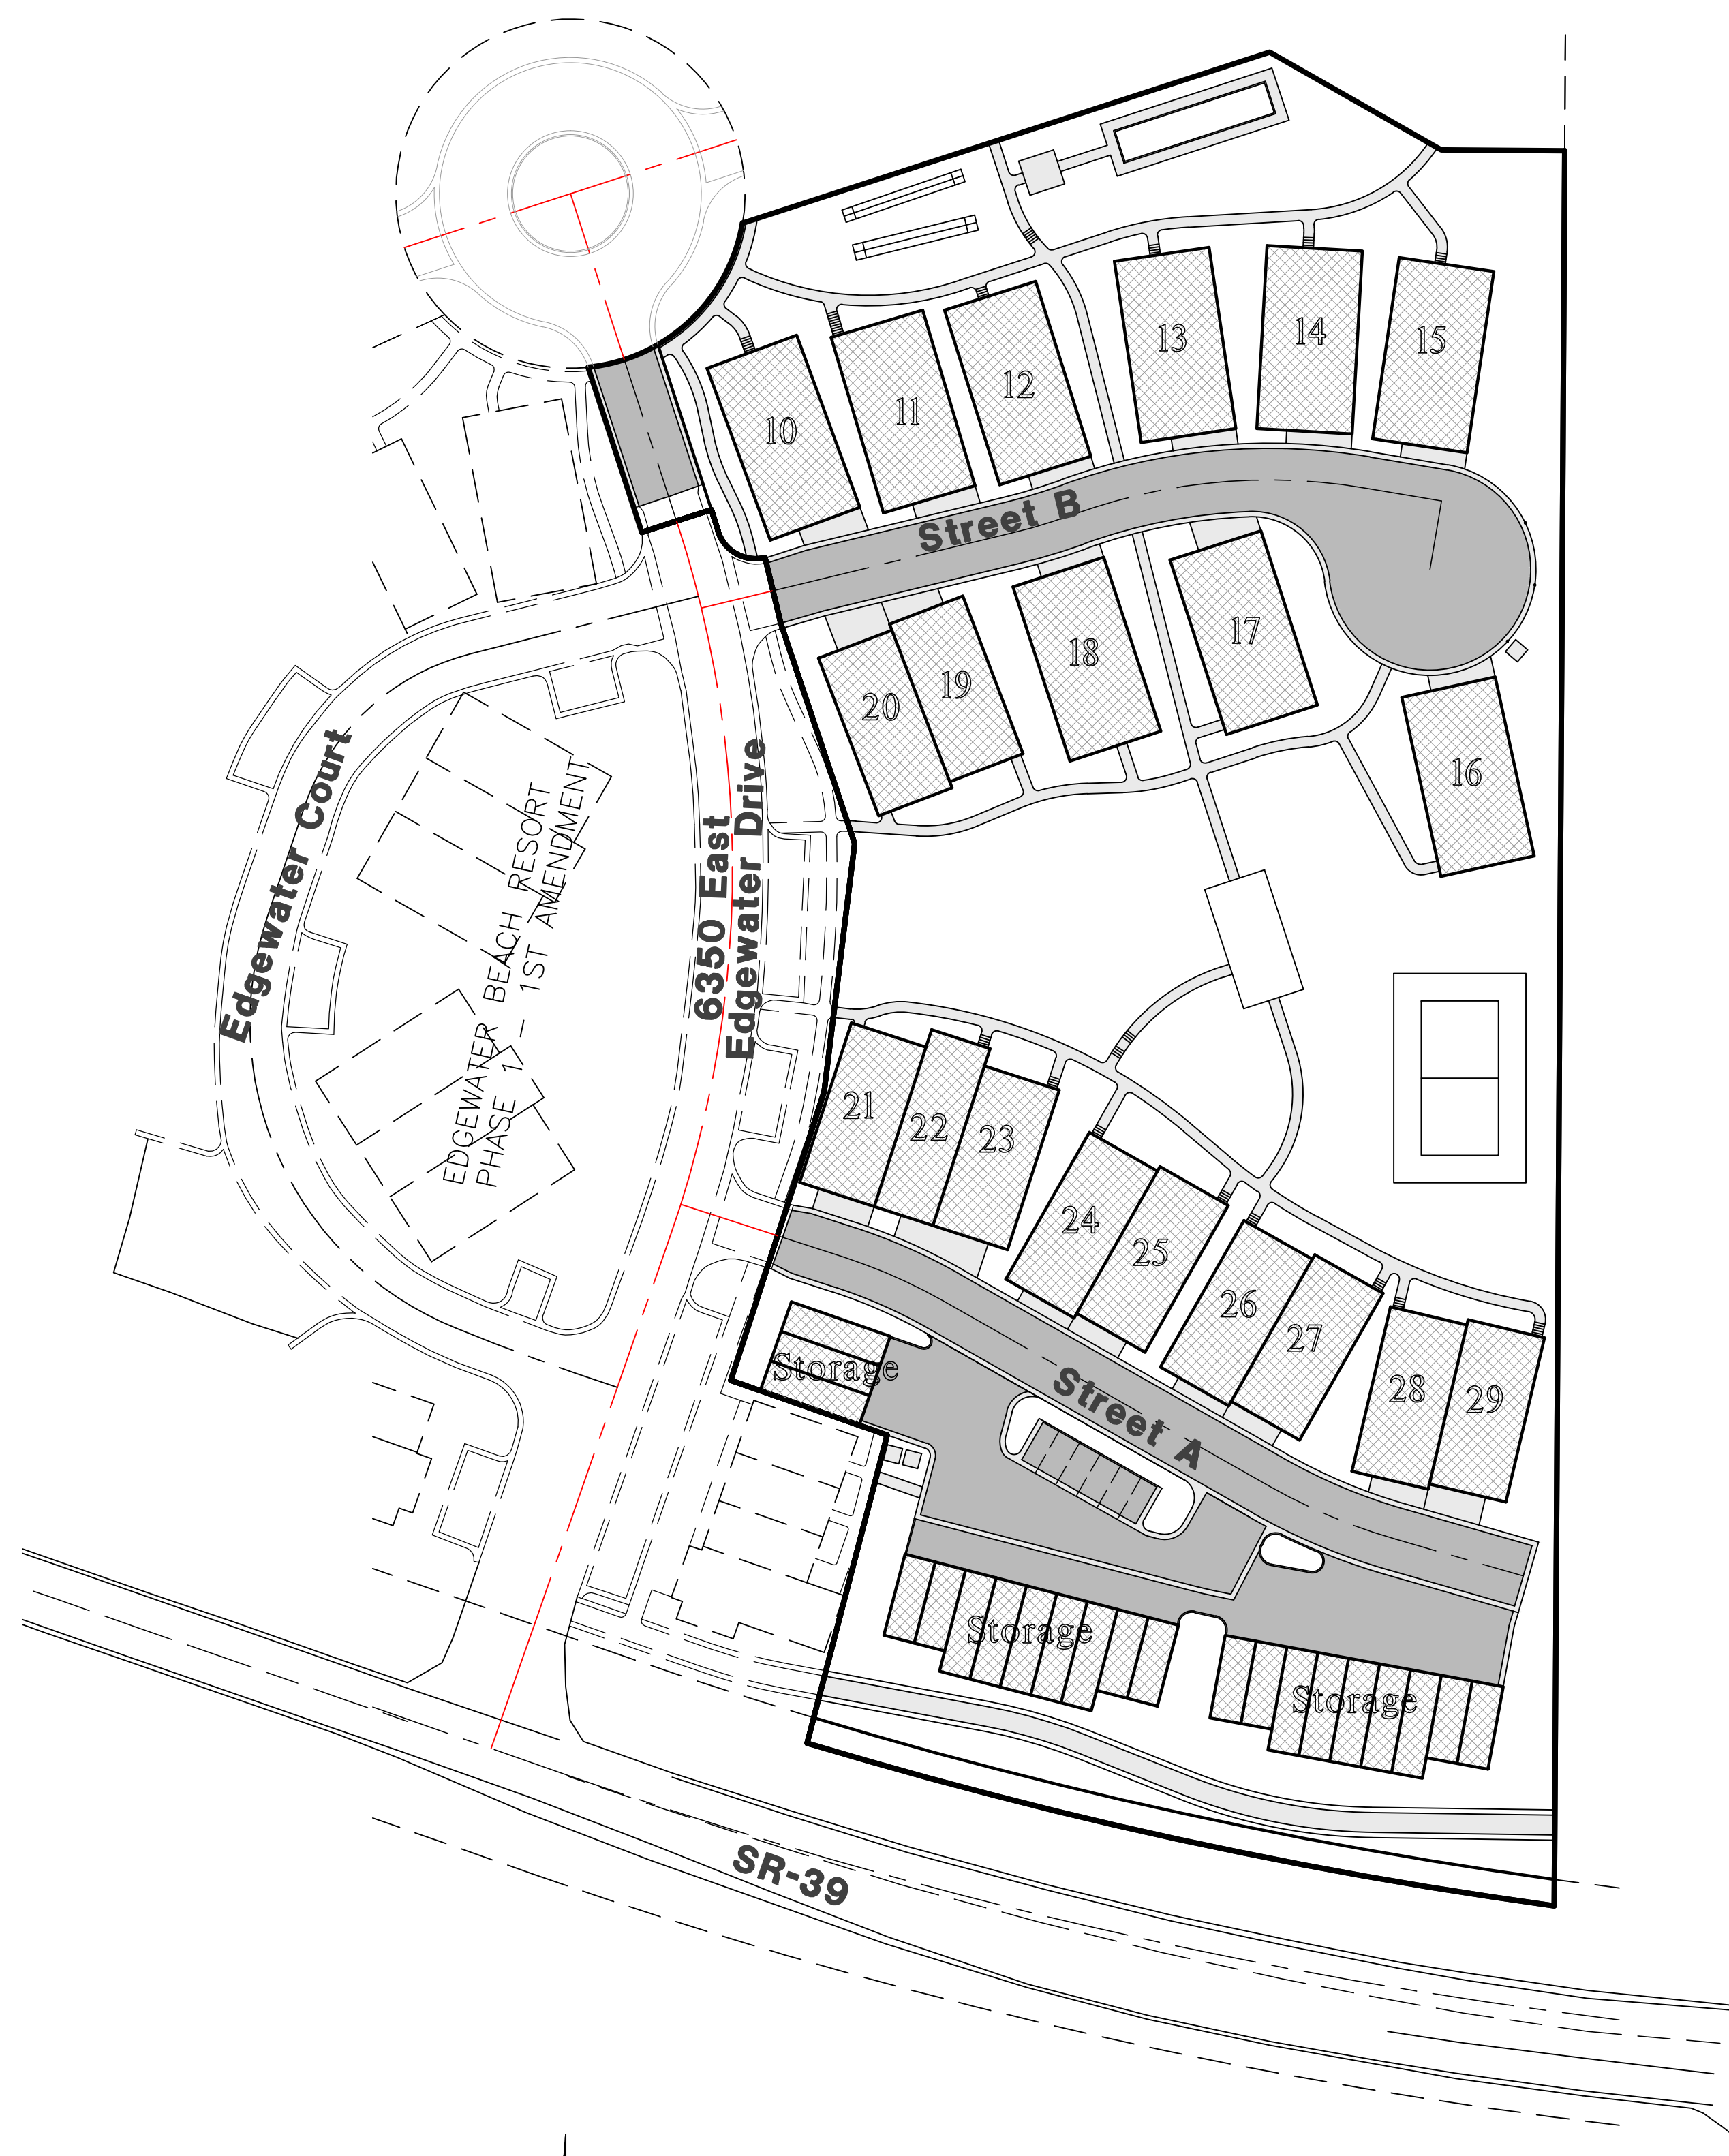 13
14
15
12
11
10
Street B
17
18
19
20
16
Edgewater Court
EDGEWATER BEACH RESORT
PHASE 1 - 1ST AMENDMENT
6350 East
Edgewater Drive
21
22
23
24
25
26
27
28
29
Storage
Street A
Storage
Storage
SR-39